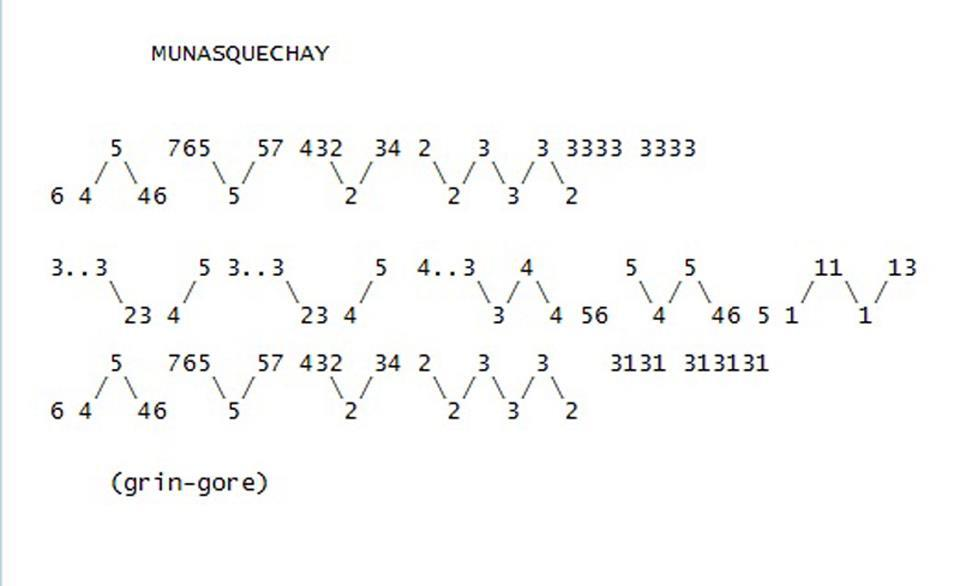 MUNASQUECHAY
5 765 57 432 34 2 3 3 3333 3333
/ \ \ / \ / \ / \ / \
6 4 46 5 2 2 3 2
3..3 5 3..3 5 4..3 4 5 5 11 13
\ / \ / \ / \ \ / \ / \ /
23 4 23 4 3 4 56 4 46 5 1 1
5 765 57 432 34 2 3 3 3131 313131
/ \ \ / \ / \ / \ / \
6 4 46 5 2 2 3 2
(grin-gore)